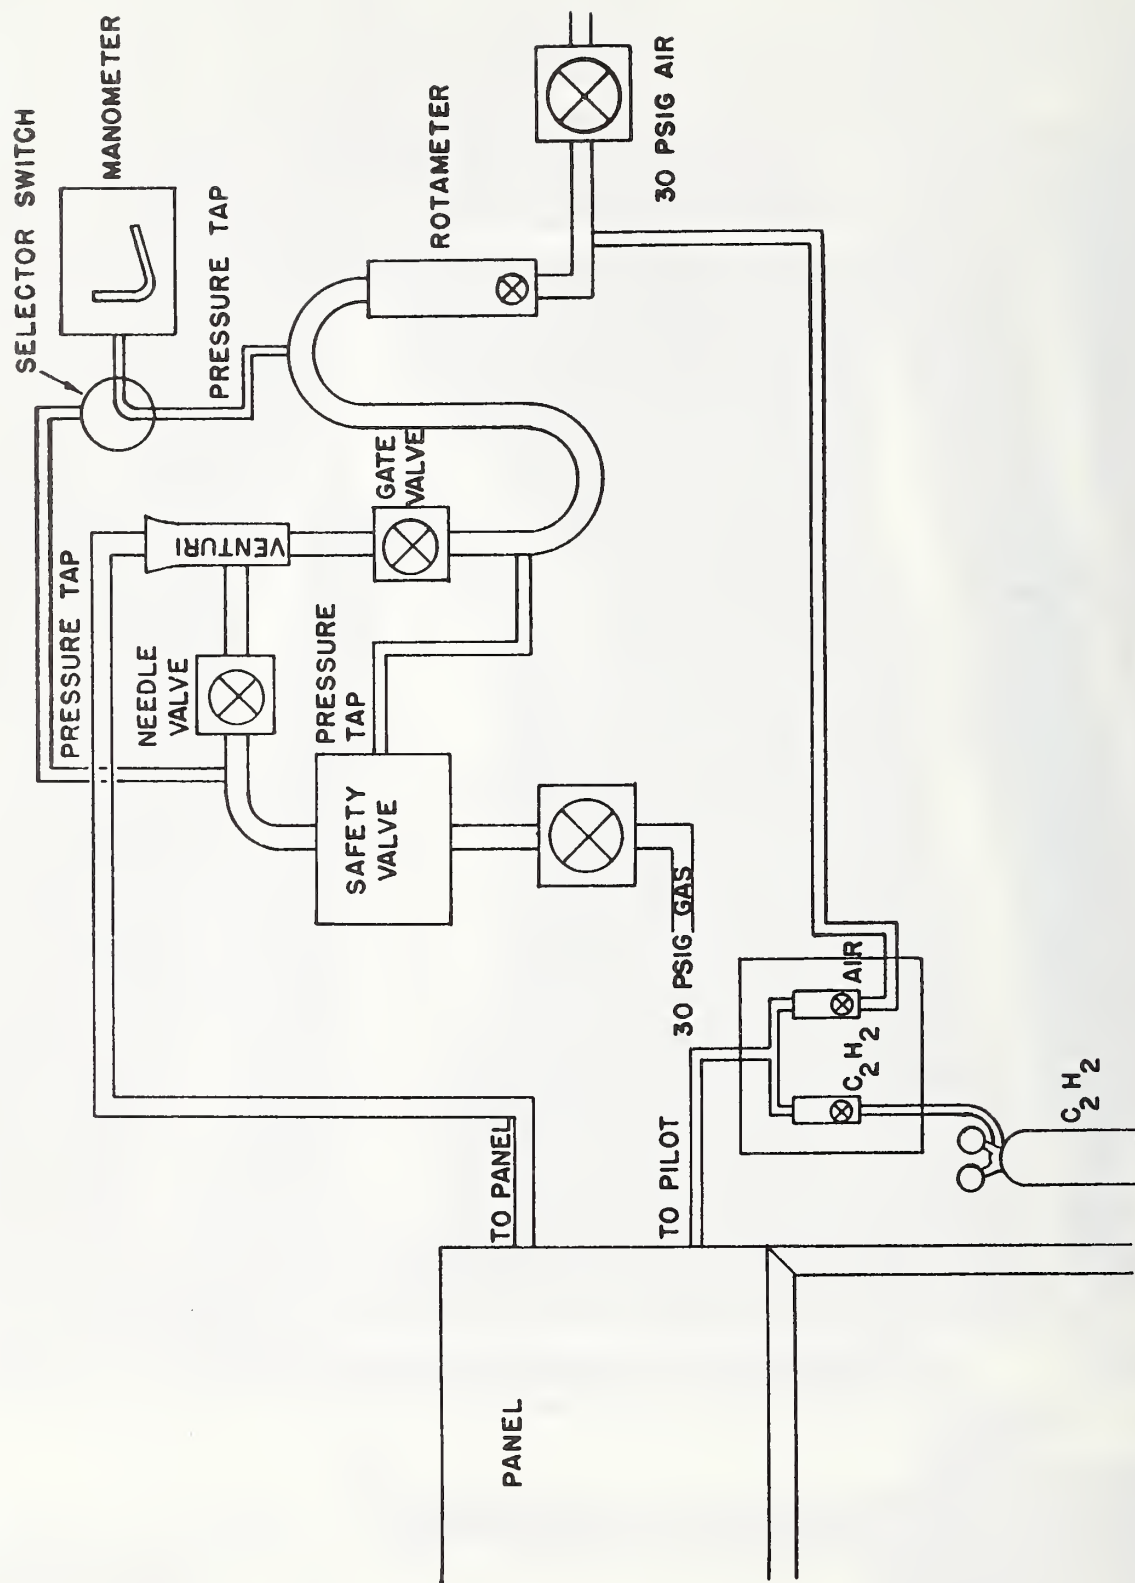 SELECTOR SWITCH
MANOMETER
PRESSURE TAP
ROTAMETER
30 PSIG AIR
GATE
VALVE
VENTURI
PRESSURE TAP
NEEDLE
VALVE
PRESSURE
TAP
SAFETY
VALVE
30 PSIG GAS
AIR
C₂H₂
C₂H₂
TO PANEL
TO PILOT
PANEL